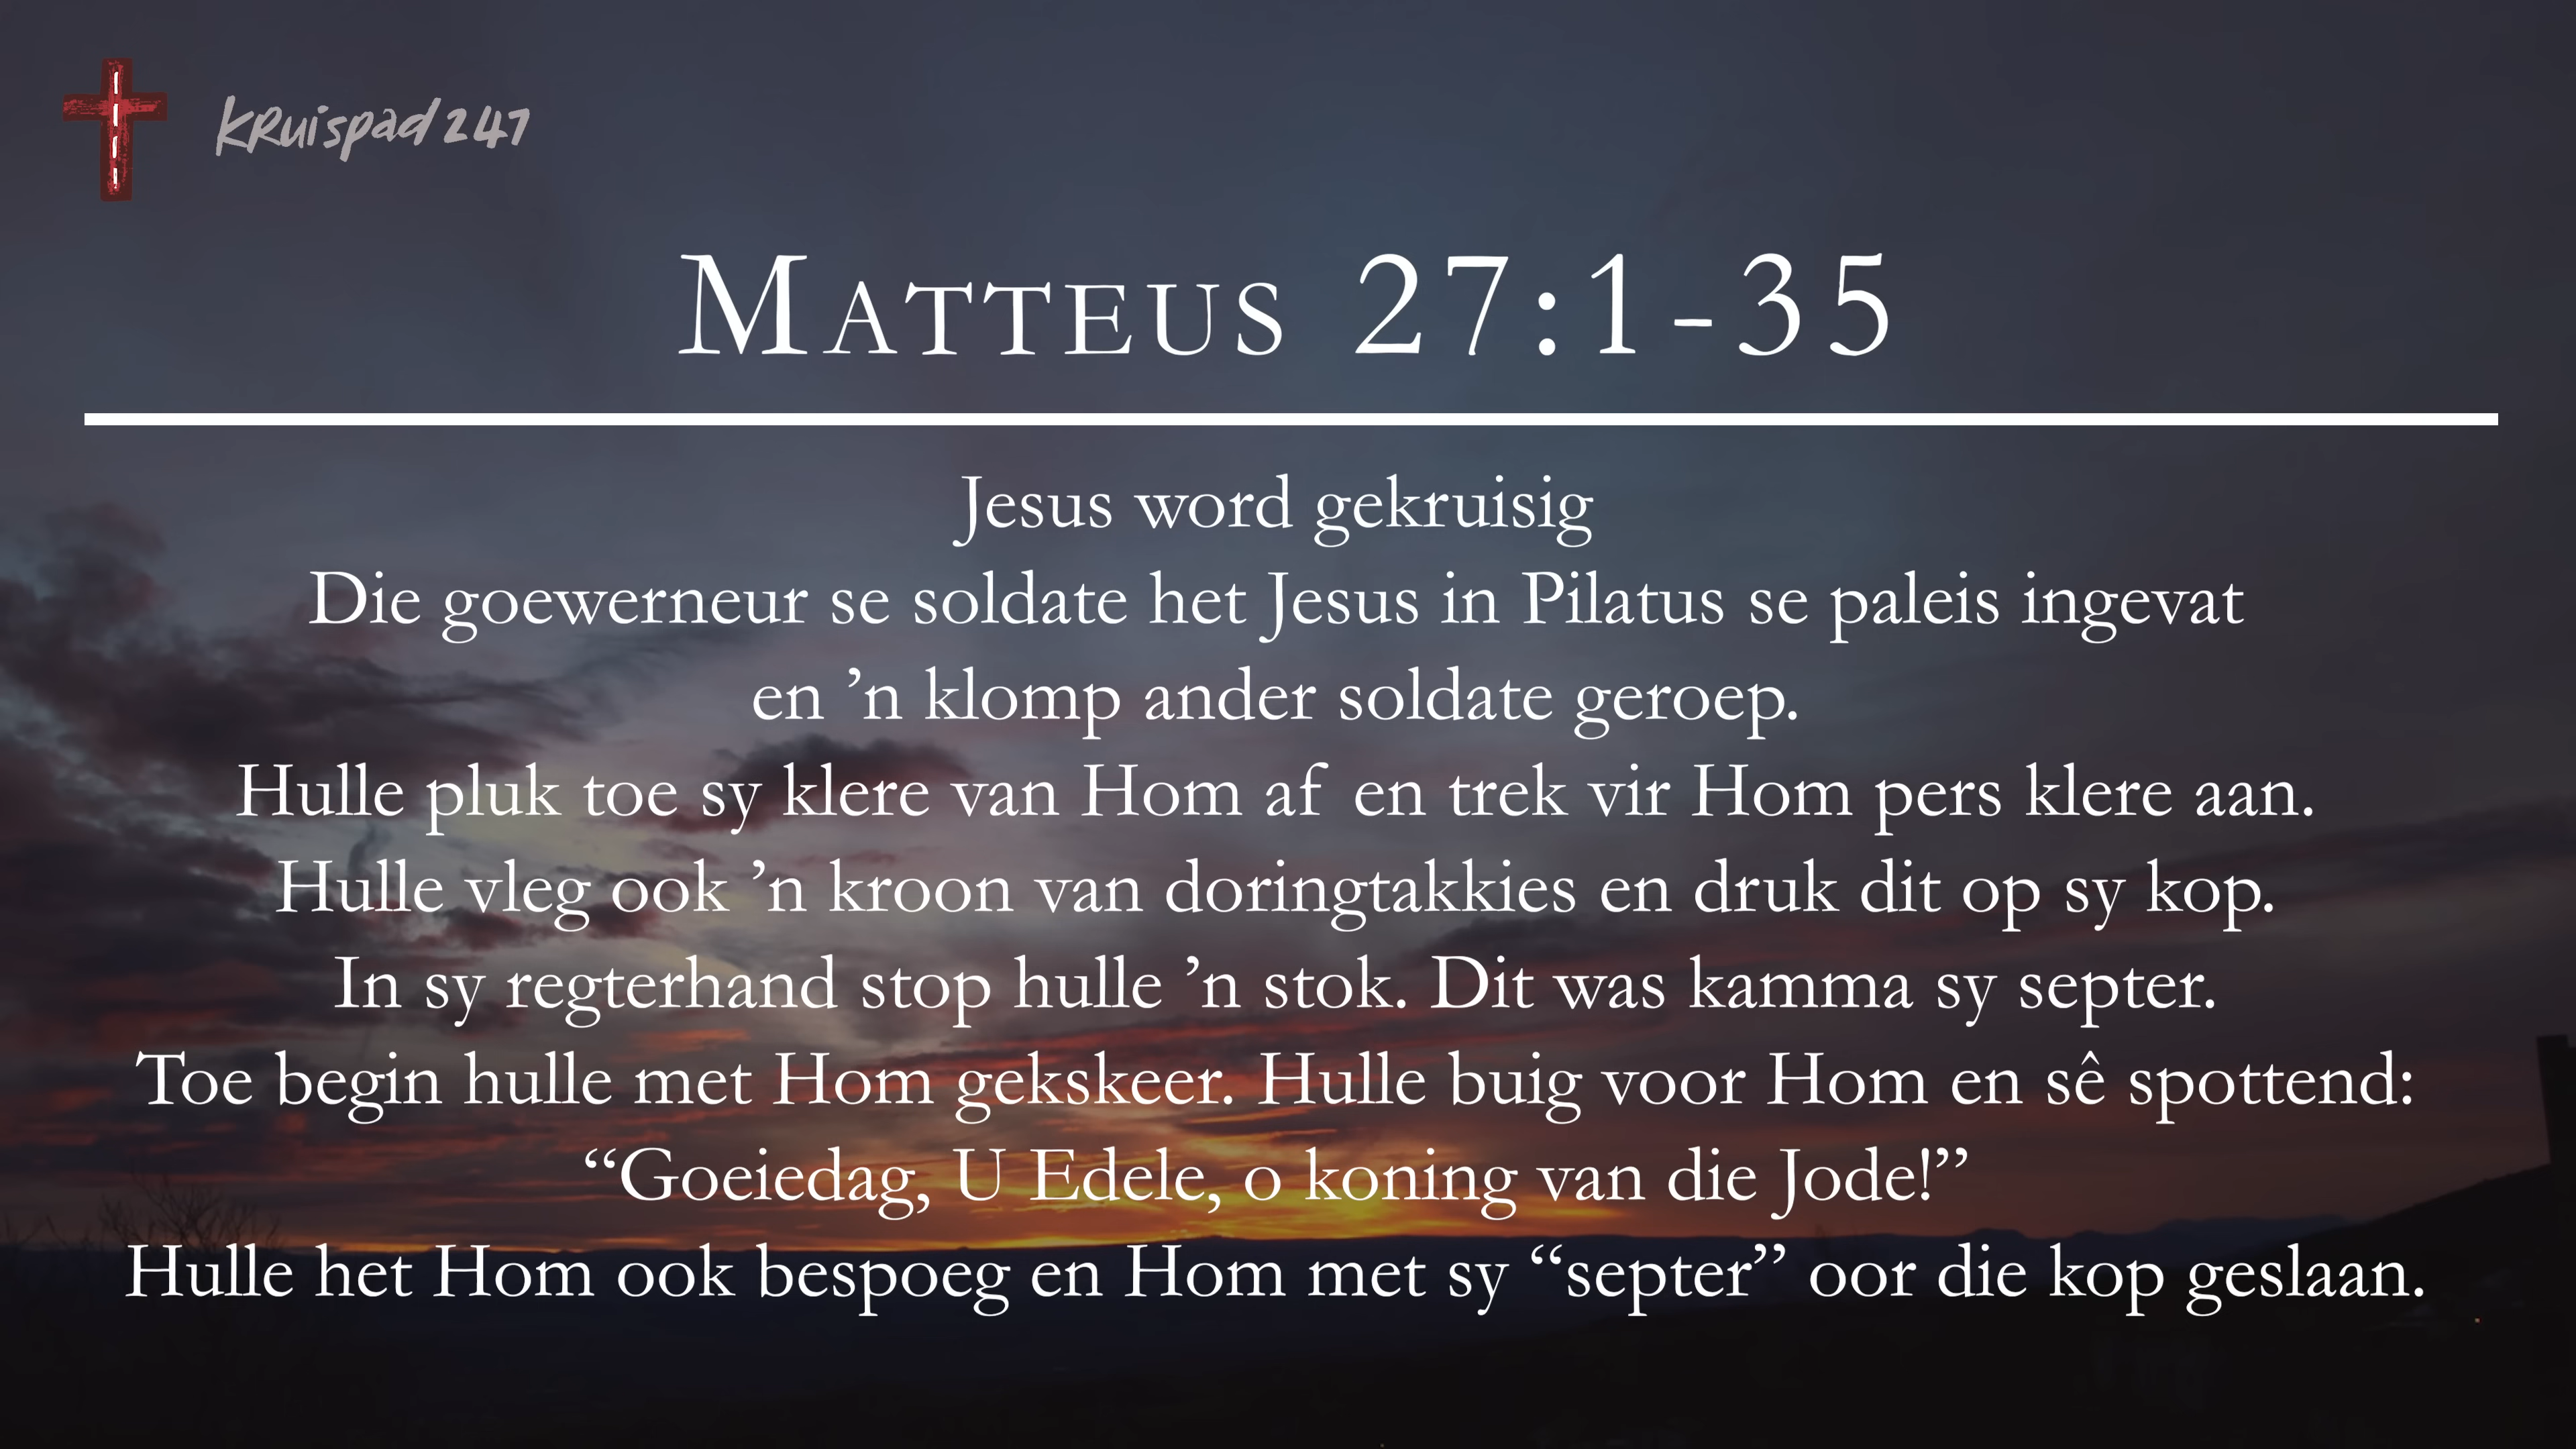 KRuispad 247
Matteus 27:1-35
Jesus word gekruisig
Die goewerneur se soldate het Jesus in Pilatus se paleis ingevat
en ’n klomp ander soldate geroep.
Hulle pluk toe sy klere van Hom af en trek vir Hom pers klere aan.
Hulle vleg ook ’n kroon van doringtakkies en druk dit op sy kop.
In sy regterhand stop hulle ’n stok. Dit was kamma sy septer.
Toe begin hulle met Hom gekskeer. Hulle buig voor Hom en sê spottend:
“Goeiedag, U Edele, o koning van die Jode!”
Hulle het Hom ook bespoeg en Hom met sy “septer” oor die kop geslaan.